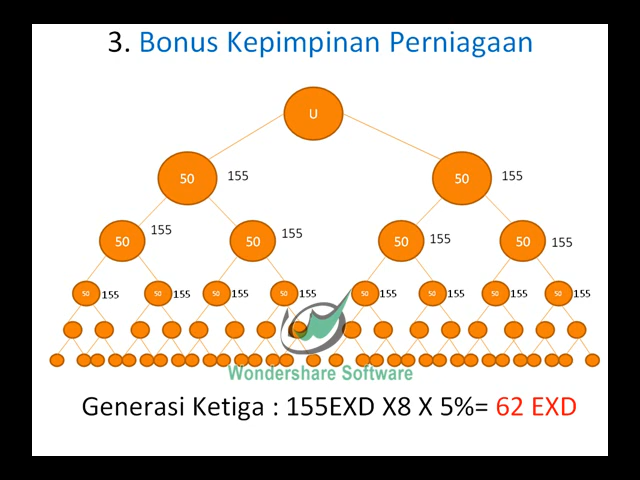 3. Bonus Kepimpinan Perniagaan
U
50 155 50 155
50 155 50 155 50 155 50 155
50 155 50 155 50 155 50 155 50 155 50 155 50 155 50 155
Wondershare Software
Generasi Ketiga : 155EXD X8 X 5%= 62 EXD